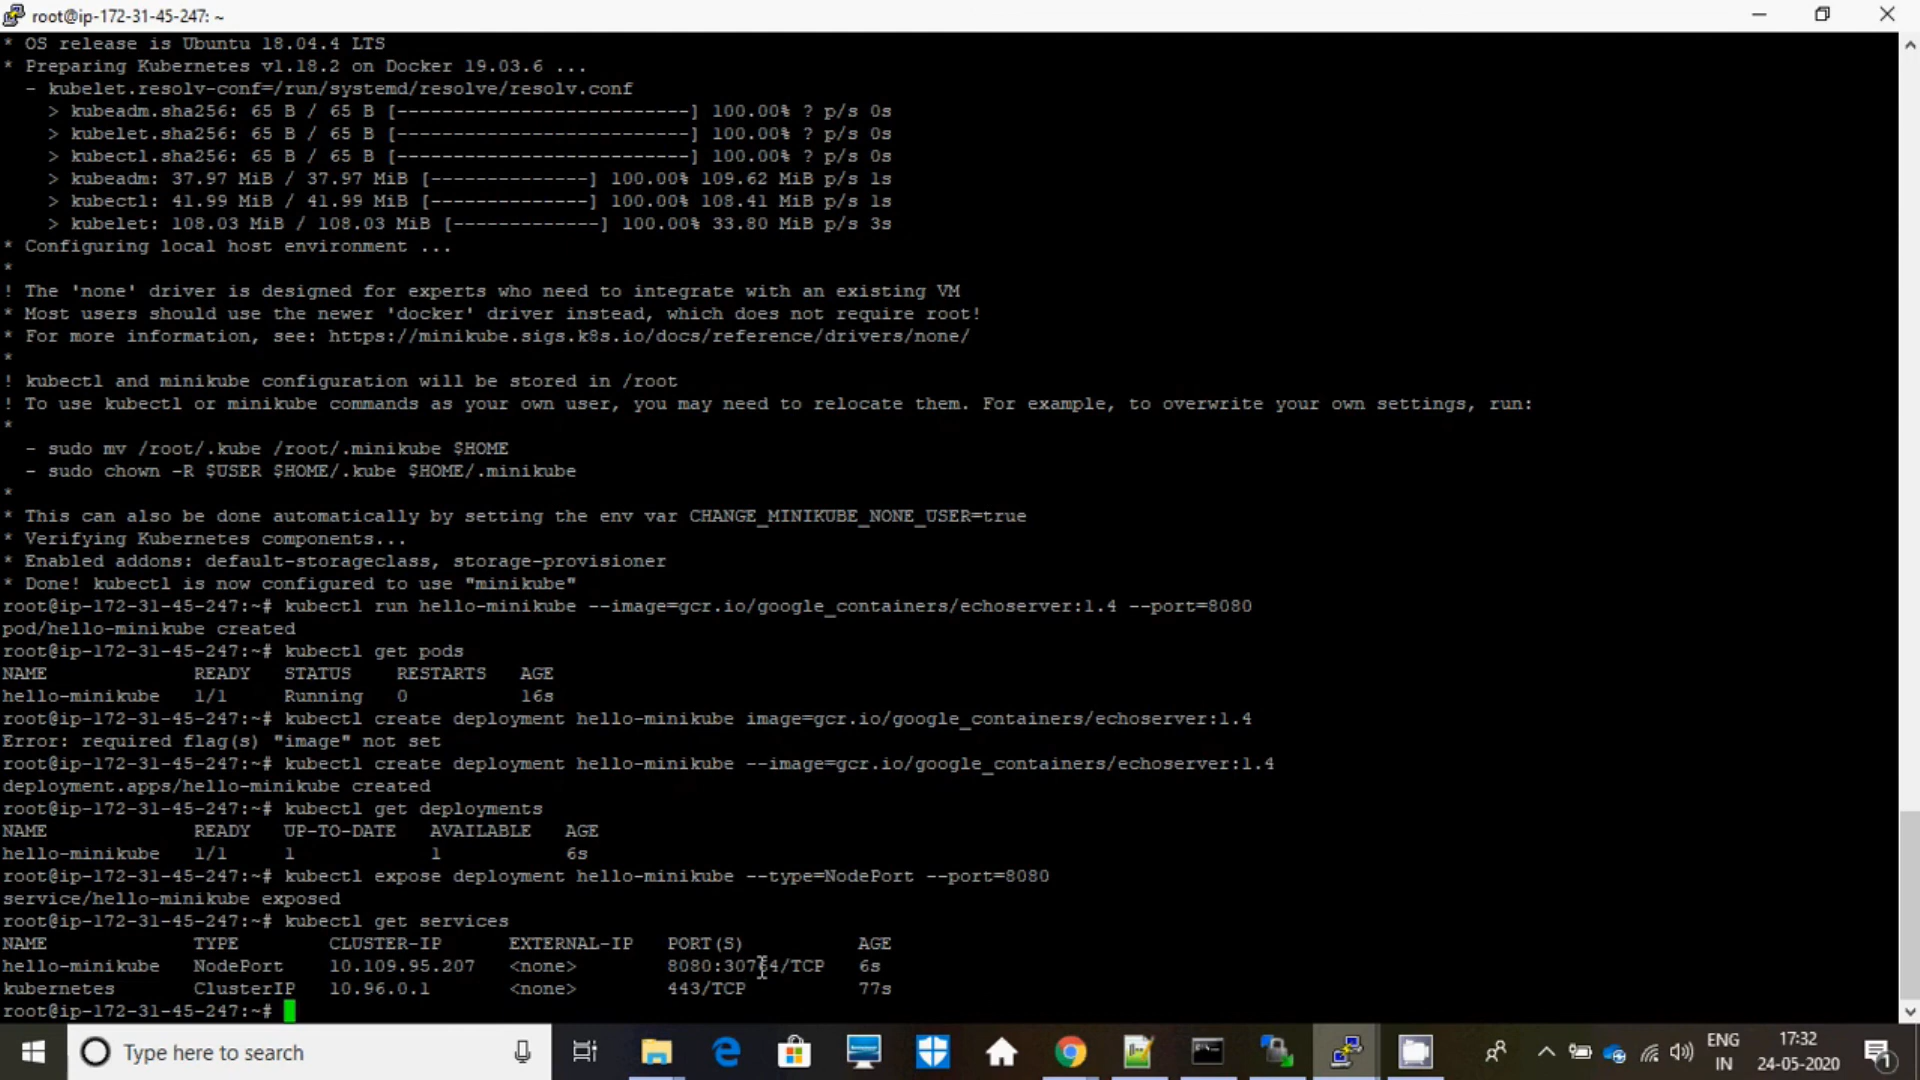 root@ip-172-31-45-247: ~
* OS release is Ubuntu 18.04.4 LTS
* Preparing Kubernetes v1.18.2 on Docker 19.03.6 ...
  - kubelet.resolv-conf=/run/systemd/resolve/resolv.conf
    > kubeadm.sha256: 65 B / 65 B [--------------------------] 100.00% ? p/s 0s
    > kubelet.sha256: 65 B / 65 B [--------------------------] 100.00% ? p/s 0s
    > kubectl.sha256: 65 B / 65 B [--------------------------] 100.00% ? p/s 0s
    > kubeadm: 37.97 MiB / 37.97 MiB [--------------] 100.00% 109.62 MiB p/s 1s
    > kubectl: 41.99 MiB / 41.99 MiB [--------------] 100.00% 108.41 MiB p/s 1s
    > kubelet: 108.03 MiB / 108.03 MiB [-------------] 100.00% 33.80 MiB p/s 3s
* Configuring local host environment ...
*
! The 'none' driver is designed for experts who need to integrate with an existing VM
* Most users should use the newer 'docker' driver instead, which does not require root!
* For more information, see: https://minikube.sigs.k8s.io/docs/reference/drivers/none/
*
! kubectl and minikube configuration will be stored in /root
! To use kubectl or minikube commands as your own user, you may need to relocate them. For example, to overwrite your own settings, run:
*
  - sudo mv /root/.kube /root/.minikube $HOME
  - sudo chown -R $USER $HOME/.kube $HOME/.minikube
*
* This can also be done automatically by setting the env var CHANGE_MINIKUBE_NONE_USER=true
* Verifying Kubernetes components...
* Enabled addons: default-storageclass, storage-provisioner
* Done! kubectl is now configured to use "minikube"
root@ip-172-31-45-247:~# kubectl run hello-minikube --image=gcr.io/google_containers/echoserver:1.4 --port=8080
pod/hello-minikube created
root@ip-172-31-45-247:~# kubectl get pods
NAME             READY   STATUS    RESTARTS   AGE
hello-minikube   1/1     Running   0          16s
root@ip-172-31-45-247:~# kubectl create deployment hello-minikube image=gcr.io/google_containers/echoserver:1.4
Error: required flag(s) "image" not set
root@ip-172-31-45-247:~# kubectl create deployment hello-minikube --image=gcr.io/google_containers/echoserver:1.4
deployment.apps/hello-minikube created
root@ip-172-31-45-247:~# kubectl get deployments
NAME             READY   UP-TO-DATE   AVAILABLE   AGE
hello-minikube   1/1     1            1           6s
root@ip-172-31-45-247:~# kubectl expose deployment hello-minikube --type=NodePort --port=8080
service/hello-minikube exposed
root@ip-172-31-45-247:~# kubectl get services
NAME             TYPE        CLUSTER-IP      EXTERNAL-IP   PORT(S)          AGE
hello-minikube   NodePort    10.109.95.207   <none>        8080:30764/TCP   6s
kubernetes       ClusterIP   10.96.0.1       <none>        443/TCP          77s
root@ip-172-31-45-247:~#
Type here to search
ENG
IN
17:32
24-05-2020
1